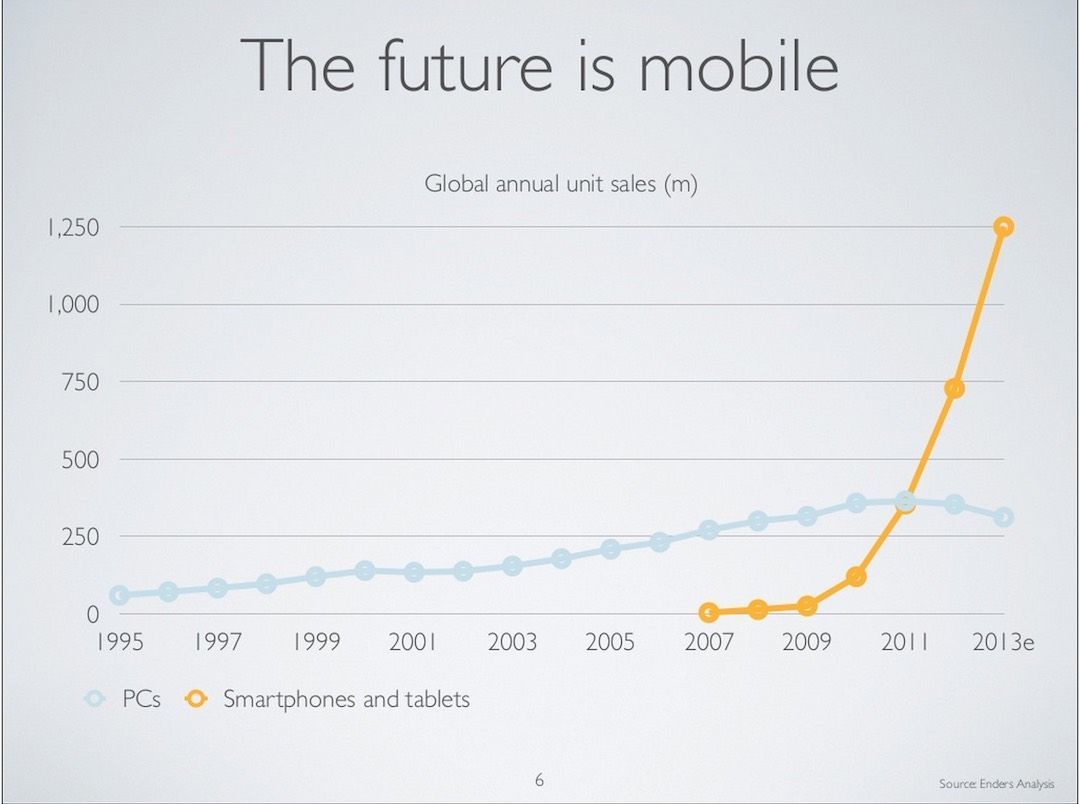 The future is mobile
Global annual unit sales (m)
1,250
1,000
750
500
250
0
1995 1997 1999 2001 2003 2005 2007 2009 2011 2013e
PCs Smartphones and tablets
6
Source: Enders Analysis